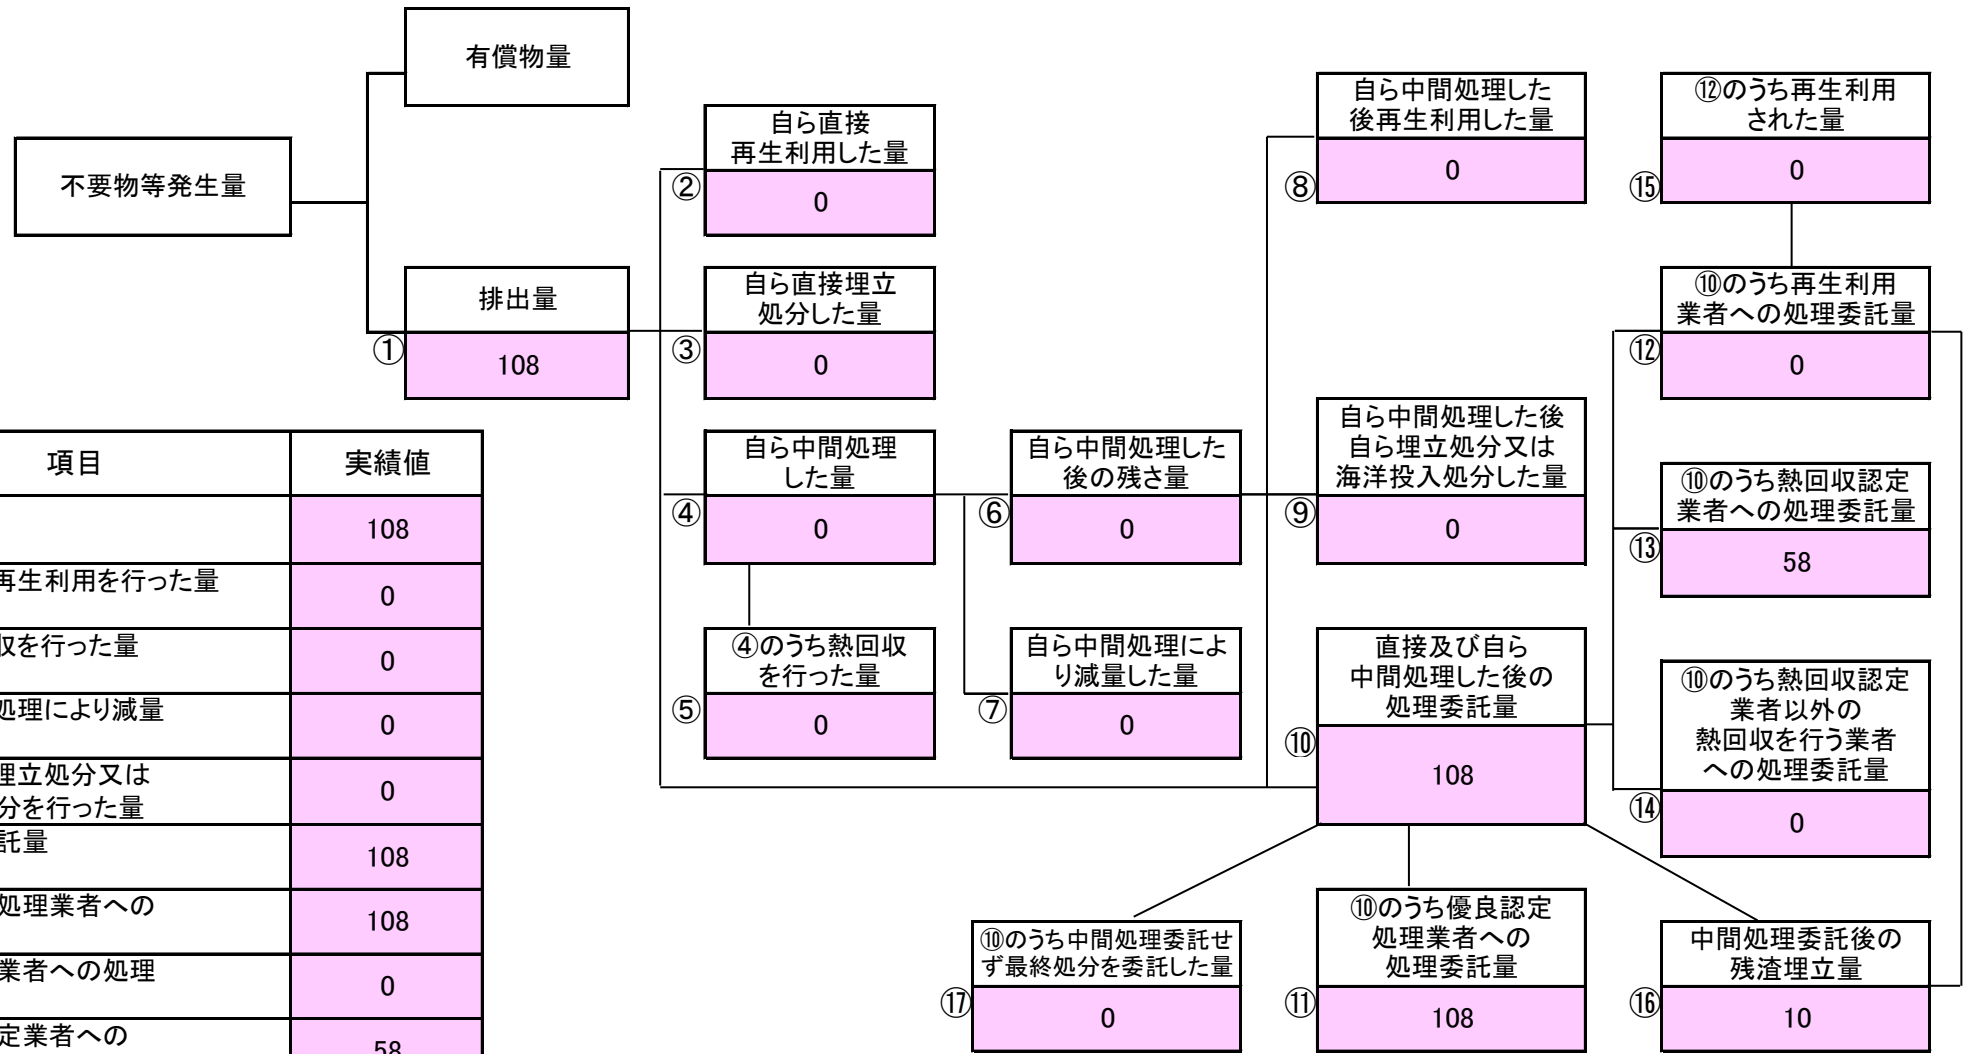 有償物量
不要物等発生量
排出量
①
108
自ら直接
再生利用した量
②
0
自ら直接埋立
処分した量
③
0
自ら中間処理
した量
④
0
④のうち熱回収
を行った量
⑤
0
自ら中間処理した
後の残さ量
⑥
0
自ら中間処理によ
り減量した量
⑦
0
自ら中間処理した
後再生利用した量
⑧
0
自ら中間処理した後
自ら埋立処分又は
海洋投入処分した量
⑨
0
直接及び自ら
中間処理した後の
処理委託量
⑩
108
⑫のうち再生利用
された量
⑮
0
⑩のうち再生利用
業者への処理委託量
⑫
0
⑩のうち熱回収認定
業者への処理委託量
⑬
58
⑩のうち熱回収認定
業者以外の
熱回収を行う業者
への処理委託量
⑭
0
⑩のうち中間処理委託せ
ず最終処分を委託した量
⑰
0
⑩のうち優良認定
処理業者への
処理委託量
⑪
108
中間処理委託後の
残渣埋立量
⑯
10
項目
実績値
108
再生利用を行った量
0
収を行った量
0
処理により減量
0
埋立処分又は
分を行った量
0
託量
108
処理業者への
108
業者への処理
0
定業者への
58